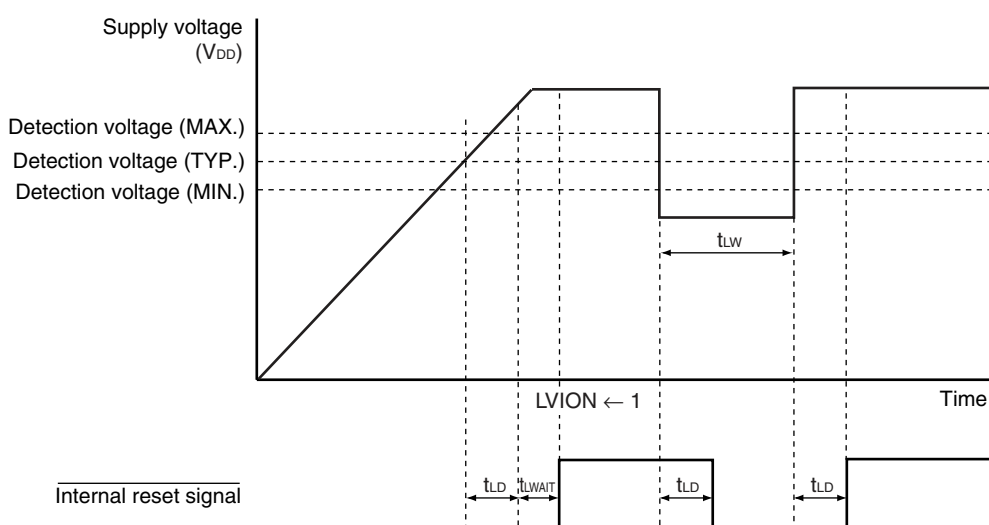 Supply voltage
(VDD)
Detection voltage (MAX.)
Detection voltage (TYP.)
Detection voltage (MIN.)
tLW
LVION ← 1
Time
Internal reset signal
tLD
tLWAIT
tLD
tLD